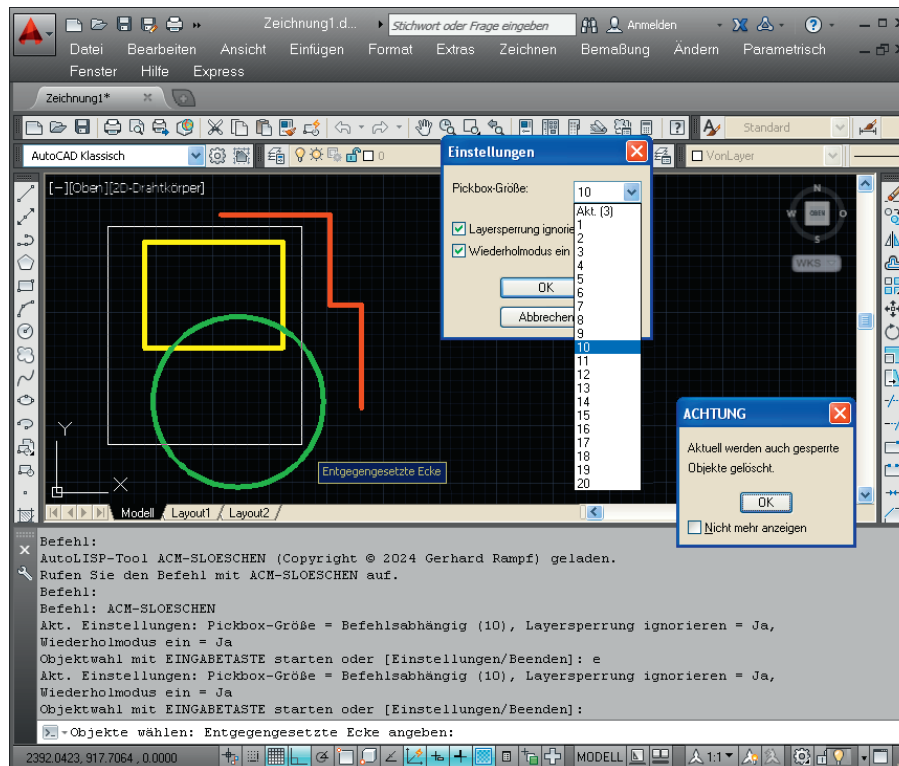 Zeichnung1.d... Stichwort oder Frage eingeben Anmelden
Datei Bearbeiten Ansicht Einfügen Format Extras Zeichnen Bemaßung Ändern Parametrisch
Fenster Hilfe Express
Zeichnung1*
Standard
AutoCAD Klassisch
0
VonLayer
[–][Oben][2D-Drahtkörper]
Einstellungen
Pickbox-Größe: 10
Akt. (3)
1
2
3
4
5
6
7
8
9
10
11
12
13
14
15
16
17
18
19
20
Layersperrung ignorie
Wiederholmodus ein
OK
Abbrechen
N
W OBEN O
S
WKS
ACHTUNG
Aktuell werden auch gesperrte
Objekte gelöscht.
OK
Nicht mehr anzeigen
Entgegengesetzte Ecke
Y
X
Modell Layout1 Layout2
Befehl:
AutoLISP-Tool ACM-SLOESCHEN (Copyright © 2024 Gerhard Rampf) geladen.
Rufen Sie den Befehl mit ACM-SLOESCHEN auf.
Befehl:
Befehl: ACM-SLOESCHEN
Akt. Einstellungen: Pickbox-Größe = Befehlsabhängig (10), Layersperrung ignorieren = Ja,
Wiederholmodus ein = Ja
Objektwahl mit EINGABETASTE starten oder [Einstellungen/Beenden]: e
Akt. Einstellungen: Pickbox-Größe = Befehlsabhängig (10), Layersperrung ignorieren = Ja,
Wiederholmodus ein = Ja
Objektwahl mit EINGABETASTE starten oder [Einstellungen/Beenden]:
Objekte wählen: Entgegengesetzte Ecke angeben:
2392.0423, 917.7064 , 0.0000 MODELL 1:1